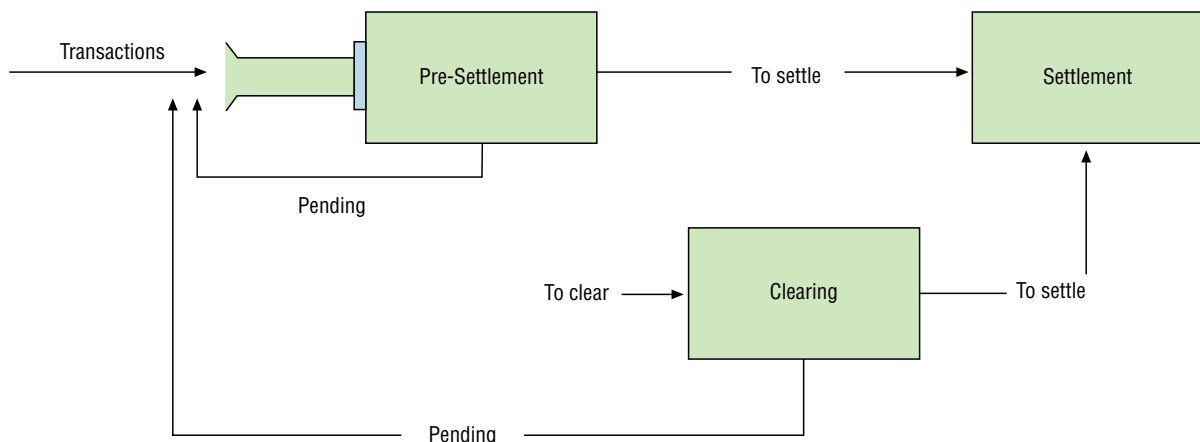 Transactions
Pre-Settlement
To settle
Settlement
Pending
To clear
Clearing
To settle
Pending